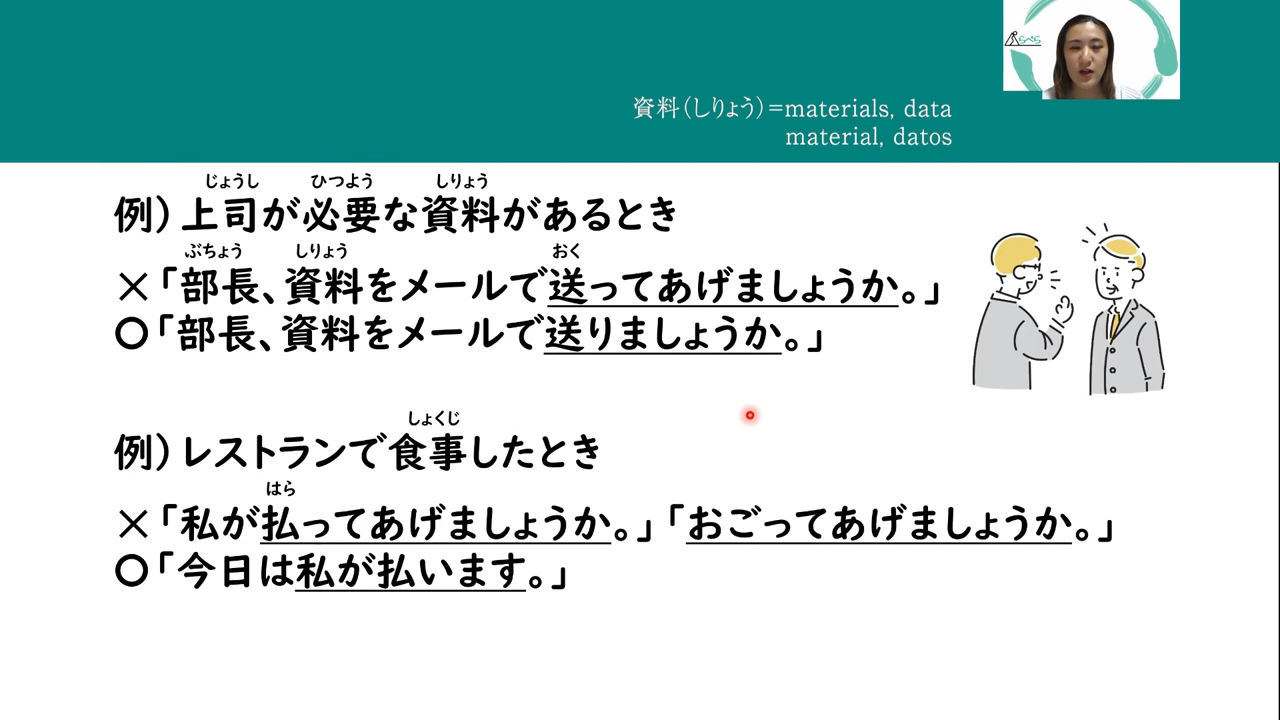 らぺら
資料（しりょう）=materials, data
material, datos
じょうし ひつよう しりょう
例）上司が必要な資料があるとき
ぶちょう しりょう おく
×「部長、資料をメールで送ってあげましょうか。」
〇「部長、資料をメールで送りましょうか。」
しょくじ
例）レストランで食事したとき
はら
×「私が払ってあげましょうか。」「おごってあげましょうか。」
〇「今日は私が払います。」